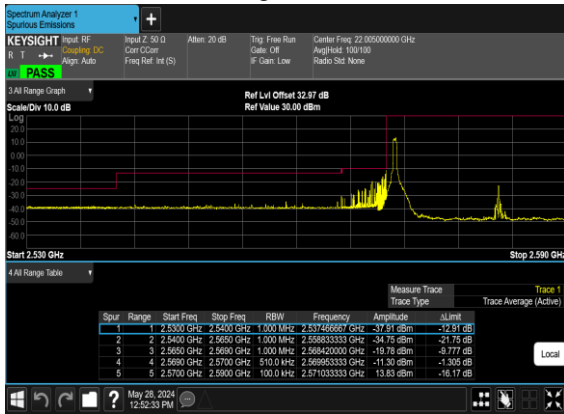 Spectrum Analyzer 1
Spurious Emissions
KEYSIGHT Input: RF Input Z: 50 Ω Atten: 20 dB Trig: Free Run Center Freq: 22.005000000 GHz
R T Coupling: DC Corr CCorr Gate: Off Avg|Hold: 100/100
Align: Auto Freq Ref: Int (S) IF Gain: Low Radio Std: None
PASS
3 All Range Graph
Ref Lvl Offset 32.97 dB
Scale/Div 10.0 dB Ref Value 30.00 dBm
Log
20.0
10.0
0.00
-10.0
-20.0
-30.0
-40.0
-50.0
-60.0
Start 2.530 GHz Stop 2.590 GHz
4 All Range Table
Measure Trace Trace 1
Trace Type Trace Average (Active)
Spur Range Start Freq Stop Freq RBW Frequency Amplitude ΔLimit
1 1 2.5300 GHz 2.5400 GHz 1.000 MHz 2.537466667 GHz -37.91 dBm -12.91 dB
2 2 2.5400 GHz 2.5650 GHz 1.000 MHz 2.558833333 GHz -34.75 dBm -21.75 dB
3 3 2.5650 GHz 2.5690 GHz 1.000 MHz 2.568420000 GHz -19.78 dBm -9.777 dB
4 4 2.5690 GHz 2.5700 GHz 510.0 kHz 2.569953333 GHz -11.30 dBm -1.305 dB
5 5 2.5700 GHz 2.5900 GHz 100.0 kHz 2.571033333 GHz 13.83 dBm -16.17 dB
Local
May 28, 2024
12:52:33 PM